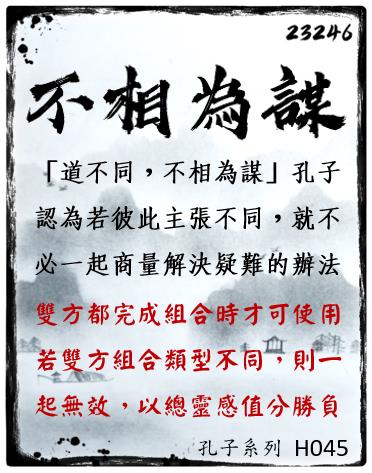 23246
不相為謀
「道不同，不相為謀」孔子
認為若彼此主張不同，就不
必一起商量解決疑難的辦法
雙方都完成組合時才可使用
若雙方組合類型不同，則一
起無效，以總靈感值分勝負
孔子系列 H045